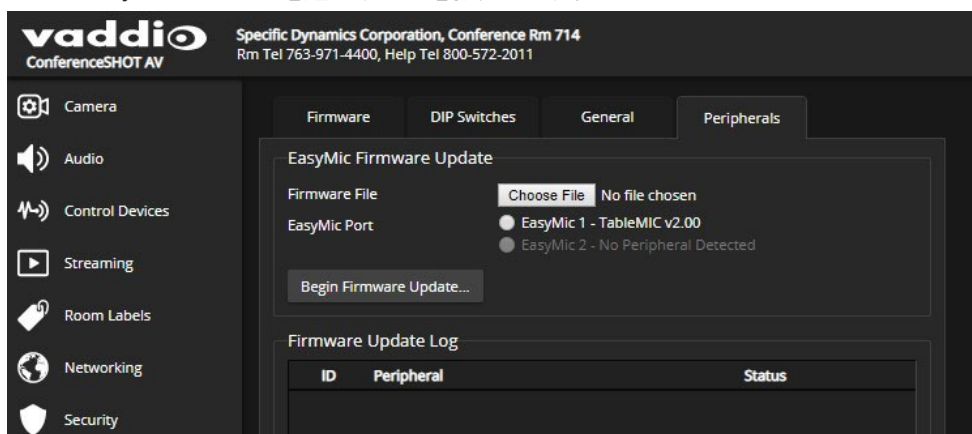 vaddio
ConferenceSHOT AV
Specific Dynamics Corporation, Conference Rm 714
Rm Tel 763-971-4400, Help Tel 800-572-2011
Camera
Audio
Control Devices
Streaming
Room Labels
Networking
Security
Firmware DIP Switches General Peripherals
EasyMic Firmware Update
Firmware File Choose File No file chosen
EasyMic Port EasyMic 1 - TableMIC v2.00
EasyMic 2 - No Peripheral Detected
Begin Firmware Update...
Firmware Update Log
ID Peripheral Status